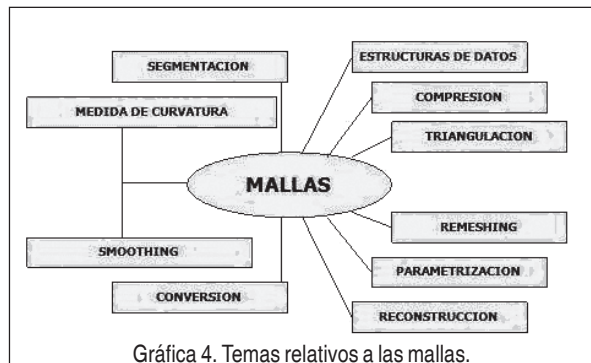 SEGMENTACION
MEDIDA DE CURVATURA
SMOOTHING
CONVERSION
MALLAS
ESTRUCTURAS DE DATOS
COMPRESION
TRIANGULACION
REMESHING
PARAMETRIZACION
RECONSTRUCCION
Gráfica 4. Temas relativos a las mallas.